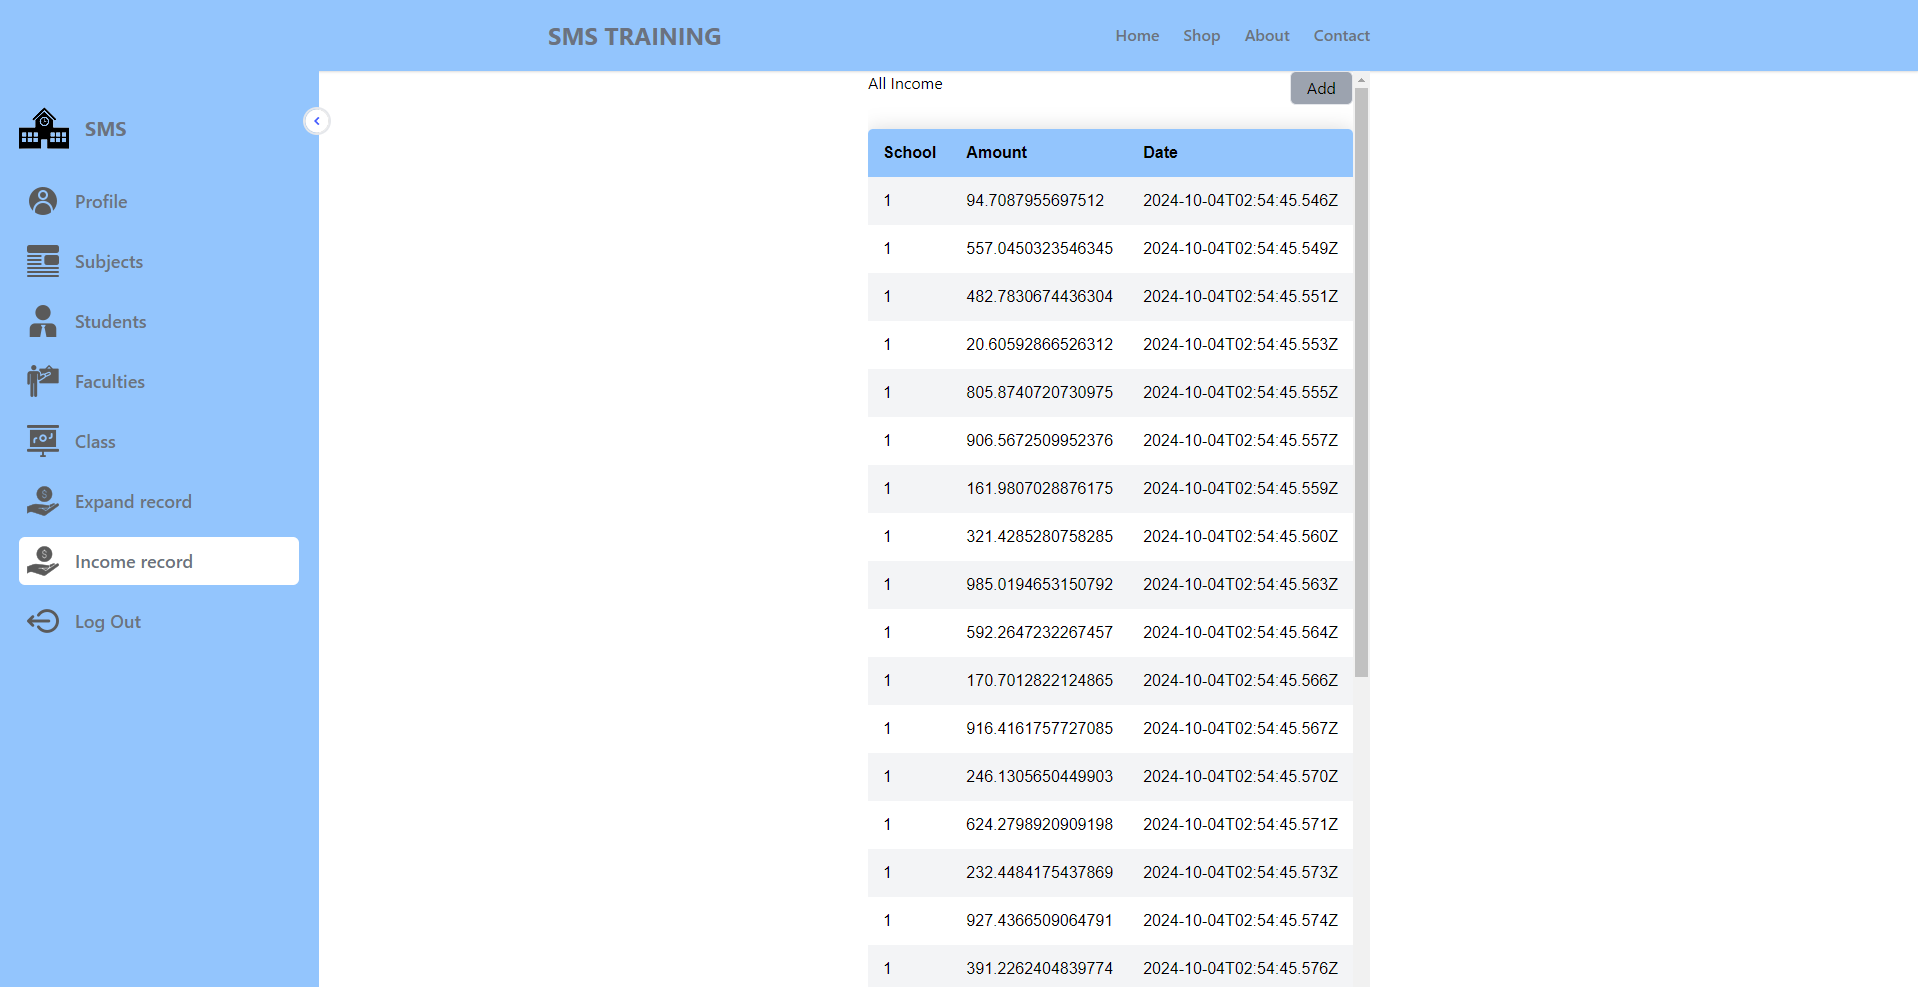 SMS TRAINING
Home Shop About Contact
SMS
Profile
Subjects
Students
Faculties
Class
Expand record
Income record
Log Out
All Income
Add
School Amount Date
1 94.7087955697512 2024-10-04T02:54:45.546Z
1 557.0450323546345 2024-10-04T02:54:45.549Z
1 482.7830674436304 2024-10-04T02:54:45.551Z
1 20.60592866526312 2024-10-04T02:54:45.553Z
1 805.8740720730975 2024-10-04T02:54:45.555Z
1 906.5672509952376 2024-10-04T02:54:45.557Z
1 161.9807028876175 2024-10-04T02:54:45.559Z
1 321.4285280758285 2024-10-04T02:54:45.560Z
1 985.0194653150792 2024-10-04T02:54:45.563Z
1 592.2647232267457 2024-10-04T02:54:45.564Z
1 170.7012822124865 2024-10-04T02:54:45.566Z
1 916.4161757727085 2024-10-04T02:54:45.567Z
1 246.1305650449903 2024-10-04T02:54:45.570Z
1 624.2798920909198 2024-10-04T02:54:45.571Z
1 232.4484175437869 2024-10-04T02:54:45.573Z
1 927.4366509064791 2024-10-04T02:54:45.574Z
1 391.2262404839774 2024-10-04T02:54:45.576Z